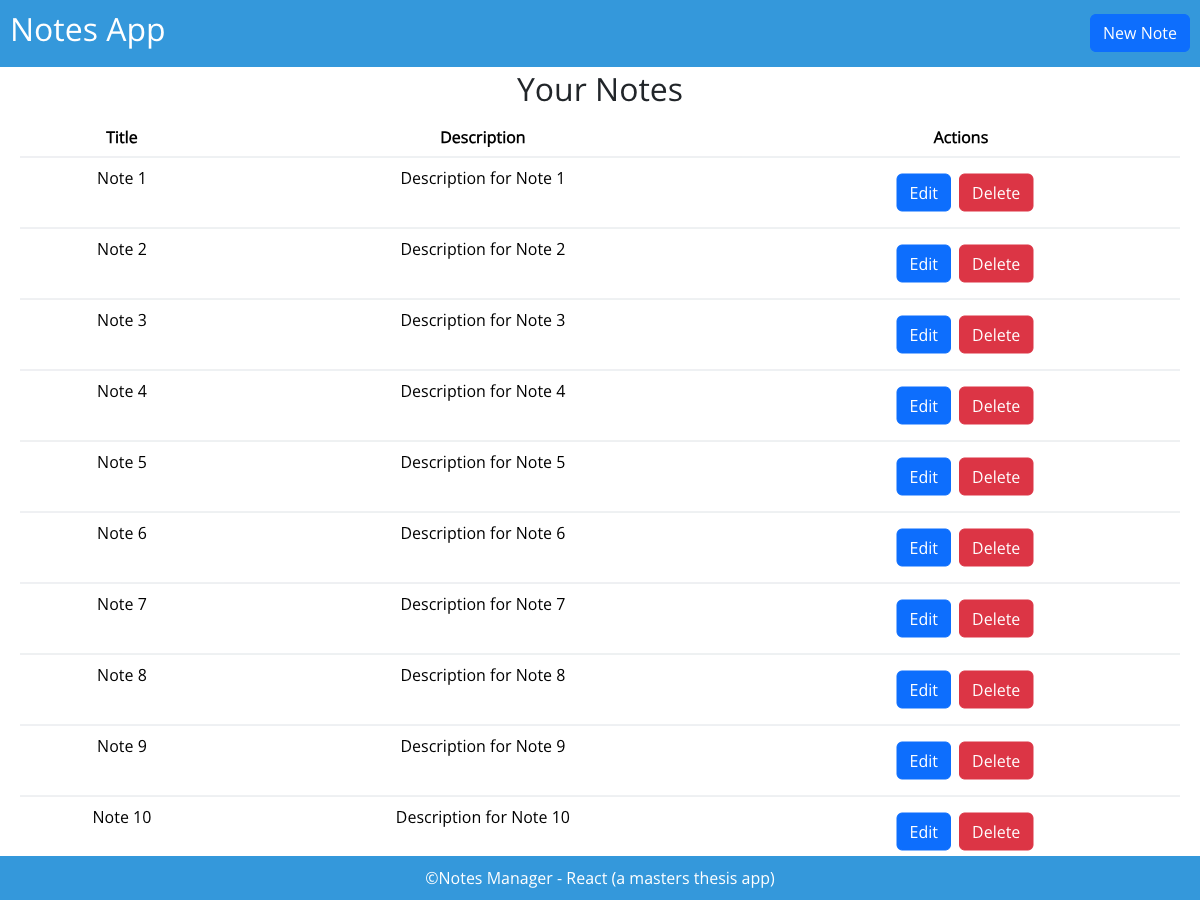 Notes App New Note
Your Notes
Title Description Actions
Note 1 Description for Note 1 Edit Delete
Note 2 Description for Note 2 Edit Delete
Note 3 Description for Note 3 Edit Delete
Note 4 Description for Note 4 Edit Delete
Note 5 Description for Note 5 Edit Delete
Note 6 Description for Note 6 Edit Delete
Note 7 Description for Note 7 Edit Delete
Note 8 Description for Note 8 Edit Delete
Note 9 Description for Note 9 Edit Delete
Note 10 Description for Note 10 Edit Delete
©Notes Manager - React (a masters thesis app)